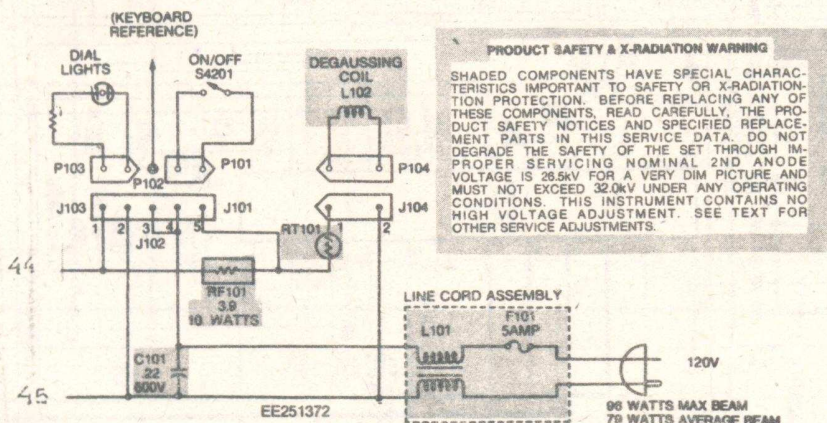 (KEYBOARD
REFERENCE)
DIAL
LIGHTS
ON/OFF
S4201
DEGAUSSING
COIL
L102
P103
P102
P101
P104
J103
J101
J104
1 2 3 4 5
J102
RT101
1 2
44
RF101
3.9
10 WATTS
C101
.22
600V
45
EE251372
LINE CORD ASSEMBLY
L101
F101
5AMP
120V
96 WATTS MAX BEAM
79 WATTS AVERAGE BEAM
PRODUCT SAFETY & X-RADIATION WARNING
SHADED COMPONENTS HAVE SPECIAL CHARAC-
TERISTICS IMPORTANT TO SAFETY OR X-RADIATION-
TION PROTECTION. BEFORE REPLACING ANY OF
THESE COMPONENTS, READ CAREFULLY, THE PRO-
DUCT SAFETY NOTICES AND SPECIFIED REPLACE-
MENT PARTS IN THIS SERVICE DATA. DO NOT
DEGRADE THE SAFETY OF THE SET THROUGH IM-
PROPER SERVICING NOMINAL 2ND ANODE
VOLTAGE IS 26.5kV FOR A VERY DIM PICTURE AND
MUST NOT EXCEED 32.0kV UNDER ANY OPERATING
CONDITIONS. THIS INSTRUMENT CONTAINS NO
HIGH VOLTAGE ADJUSTMENT. SEE TEXT FOR
OTHER SERVICE ADJUSTMENTS.